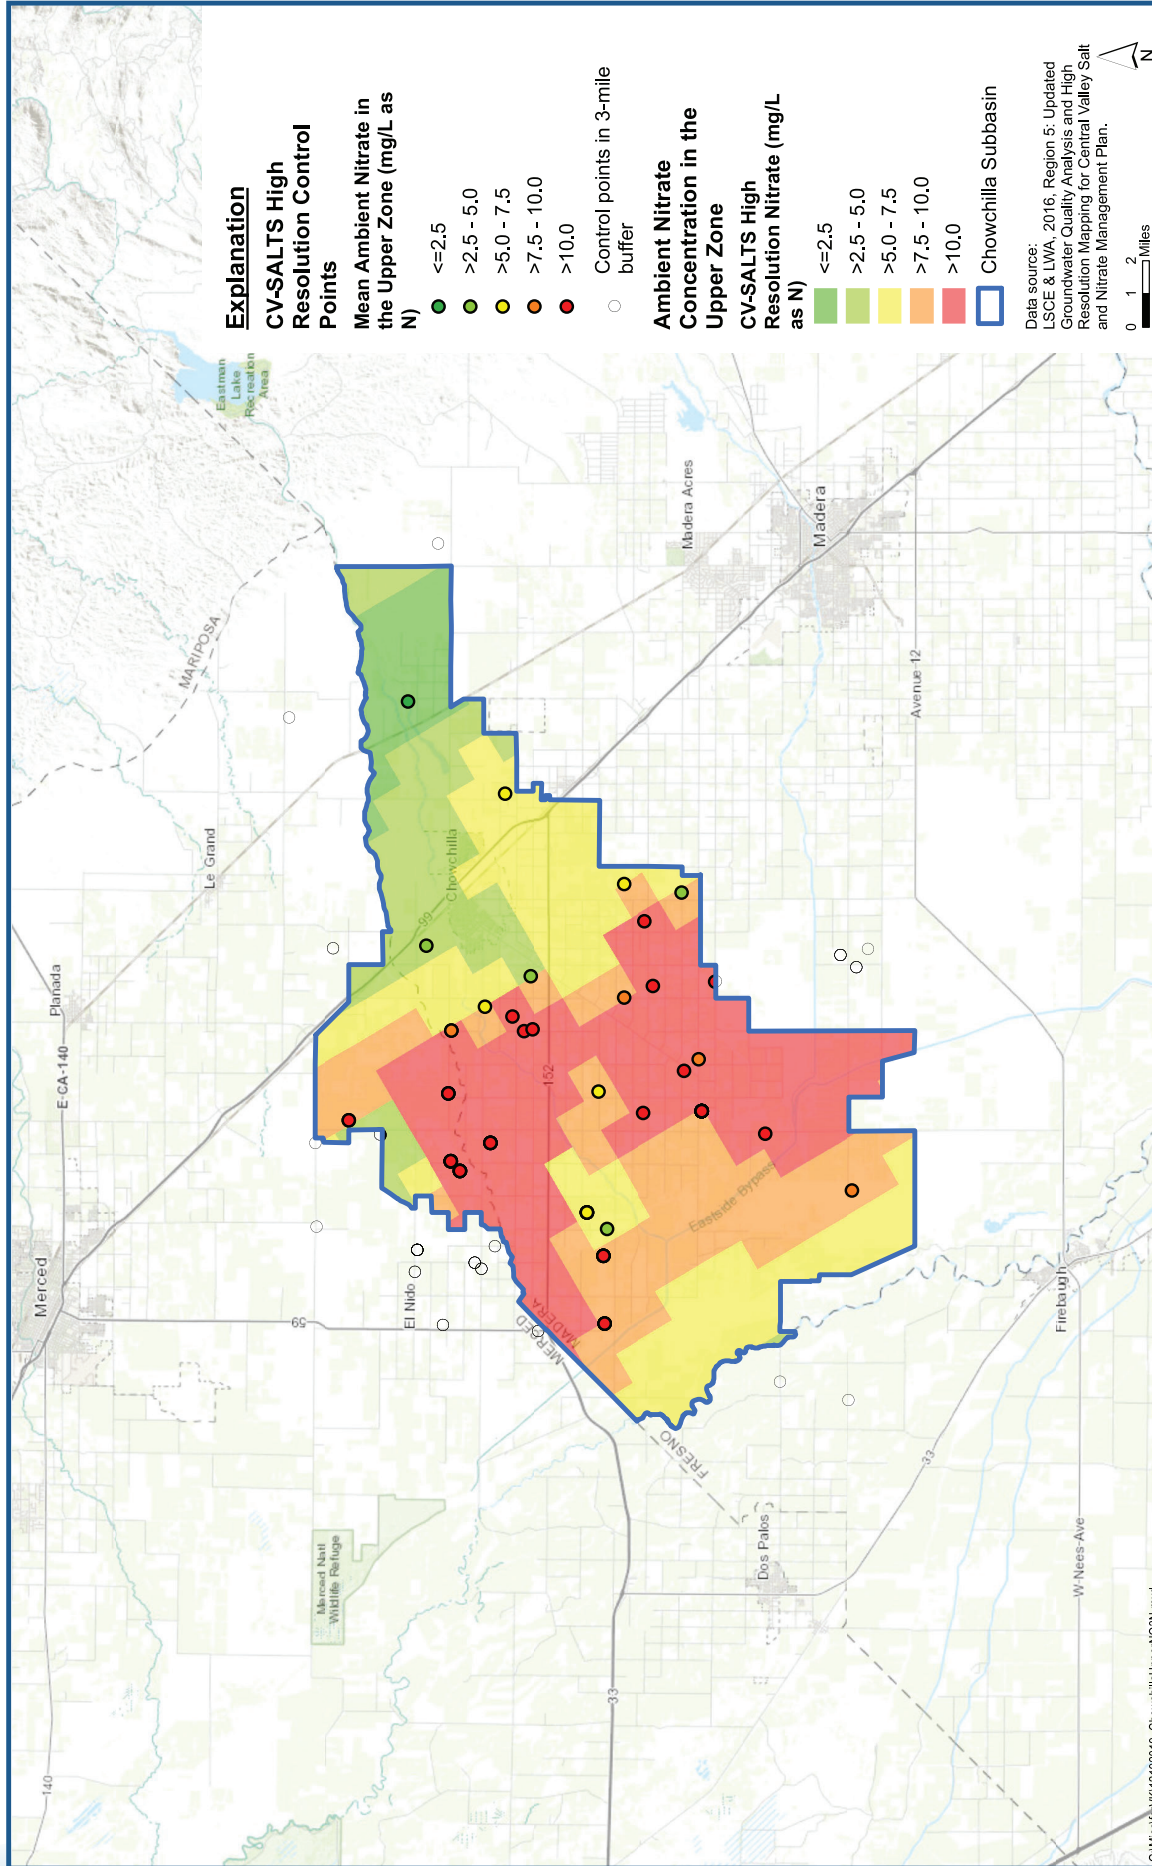 Explanation
CV-SALTS High
Resolution Control
Points
Mean Ambient Nitrate in
the Upper Zone (mg/L as
N)
<=2.5
>2.5 - 5.0
>5.0 - 7.5
>7.5 - 10.0
>10.0
Control points in 3-mile
buffer
Ambient Nitrate
Concentration in the
Upper Zone
CV-SALTS High
Resolution Nitrate (mg/L
as N)
<=2.5
>2.5 - 5.0
>5.0 - 7.5
>7.5 - 10.0
>10.0
Chowchilla Subbasin
Data source:
LSCE & LWA, 2016, Region 5: Updated
Groundwater Quality Analysis and High
Resolution Mapping for Central Valley Salt
and Nitrate Management Plan.
0 1 2
Miles
N
Eastman
Lake
Recreation
Area
MARIPOSA
Le Grand
Planada
E-CA-140
Merced
140
59
El Nido
Merced Natl
Wildlife Refuge
Chowchilla
99
152
MERCED
MADERA
FRESNO
Eastside Bypass
Madera Acres
Madera
Avenue 12
Firebaugh
Dos Palos
33
33
W-Nees-Ave